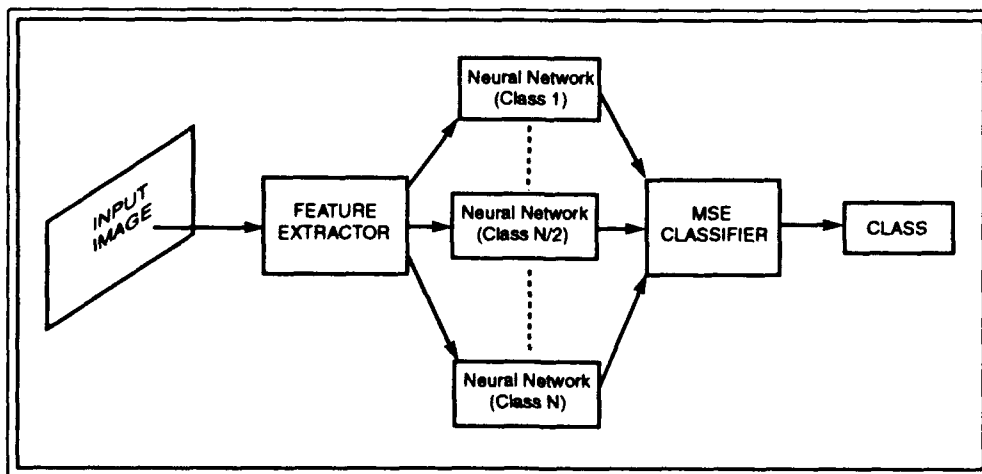 INPUT
IMAGE
FEATURE
EXTRACTOR
Neural Network
(Class 1)
Neural Network
(Class N/2)
Neural Network
(Class N)
MSE
CLASSIFIER
CLASS